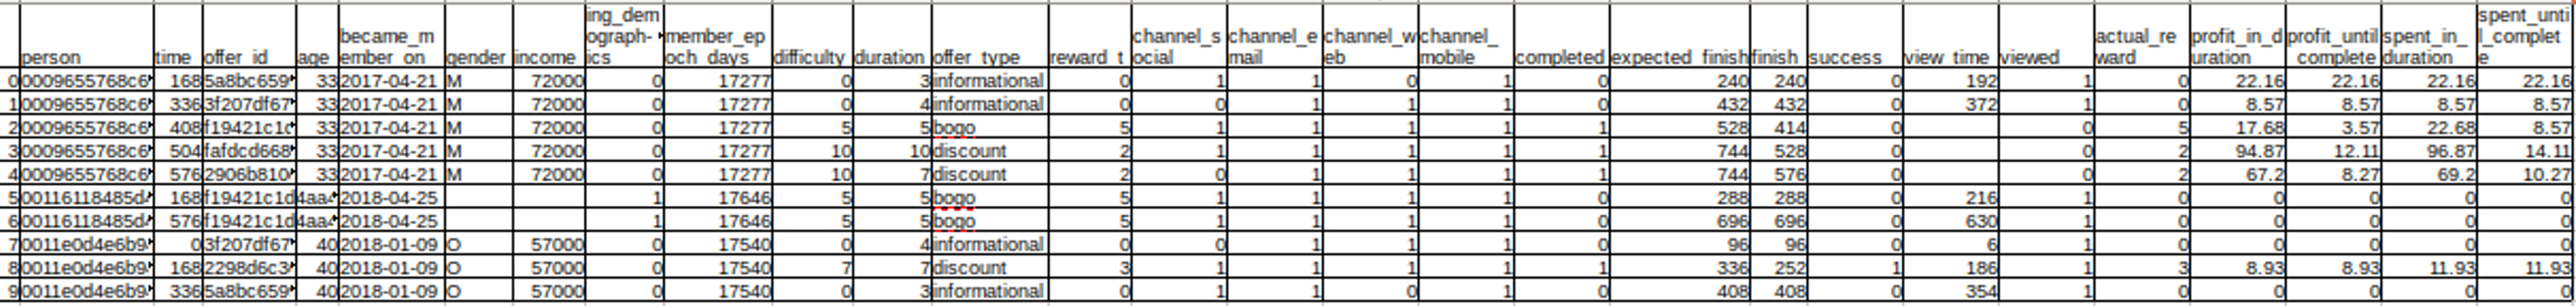 person time offer_id age became_member_on gender income ing_demograph-ics member_epoch_days difficulty duration offer_type reward_t channel_social channel_email channel_web channel_mobile completed expected_finish finish success view_time viewed actual_reward profit_in_duration profit_until_complete spent_in_duration spent_until_complete
0 00009655768c6 168 5a8bc659 33 2017-04-21 M 72000 0 17277 0 3 informational 0 1 1 0 1 0 240 240 0 192 1 0 22.16 22.16 22.16 22.16
1 00009655768c6 336 3f207df67 33 2017-04-21 M 72000 0 17277 0 4 informational 0 0 1 1 1 0 432 432 0 372 1 0 8.57 8.57 8.57 8.57
2 00009655768c6 408 f19421c1c 33 2017-04-21 M 72000 0 17277 5 5 bogo 5 1 1 1 1 1 528 414 0 0 5 17.68 3.57 22.68 8.57
3 00009655768c6 504 fafdcd668 33 2017-04-21 M 72000 0 17277 10 10 discount 2 1 1 1 1 1 744 528 0 0 2 94.87 12.11 96.87 14.11
4 00009655768c6 576 2906b810 33 2017-04-21 M 72000 0 17277 10 7 discount 2 0 1 1 1 0 744 576 0 0 2 67.2 8.27 69.2 10.27
5 00116118485d 168 f19421c1d4aa4 2018-04-25 1 17646 5 5 bogo 5 1 1 1 1 0 288 288 0 216 1 0 0 0 0 0
6 00116118485d 576 f19421c1d4aa4 2018-04-25 1 17646 5 5 bogo 5 1 1 1 1 0 696 696 0 630 1 0 0 0 0 0
7 0011e0d4e6b9 0 3f207df67 40 2018-01-09 O 57000 0 17540 0 4 informational 0 0 1 1 1 0 96 96 0 6 1 0 0 0 0 0
8 0011e0d4e6b9 168 2298d6c3 40 2018-01-09 O 57000 0 17540 7 7 discount 3 1 1 1 1 1 336 252 1 186 1 3 8.93 8.93 11.93 11.93
9 0011e0d4e6b9 336 5a8bc659 40 2018-01-09 O 57000 0 17540 0 3 informational 0 1 1 0 1 0 408 408 0 354 1 0 0 0 0 0